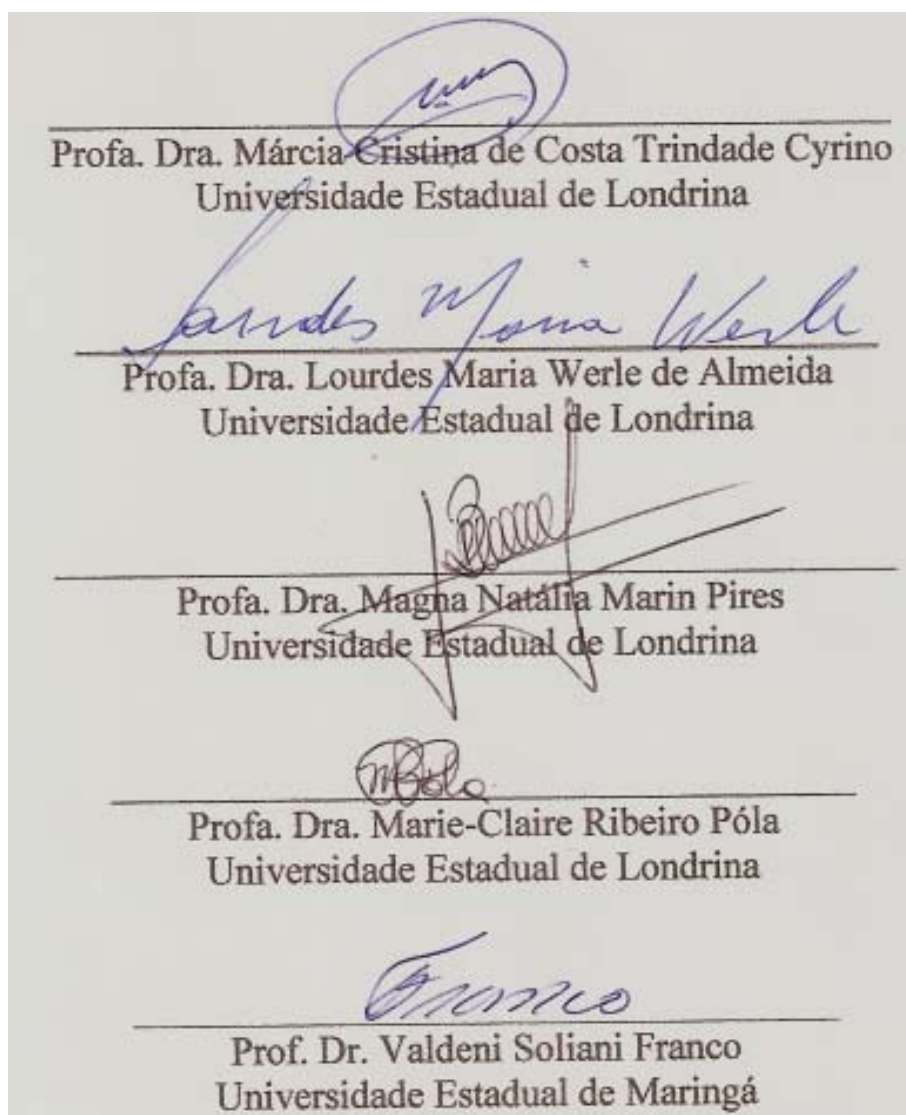 Profa. Dra. Márcia Cristina de Costa Trindade Cyrino
Universidade Estadual de Londrina
Lourdes Maria Werle
Profa. Dra. Lourdes Maria Werle de Almeida
Universidade Estadual de Londrina
Profa. Dra. Magna Natália Marin Pires
Universidade Estadual de Londrina
Profa. Dra. Marie-Claire Ribeiro Póla
Universidade Estadual de Londrina
Franco
Prof. Dr. Valdeni Soliani Franco
Universidade Estadual de Maringá